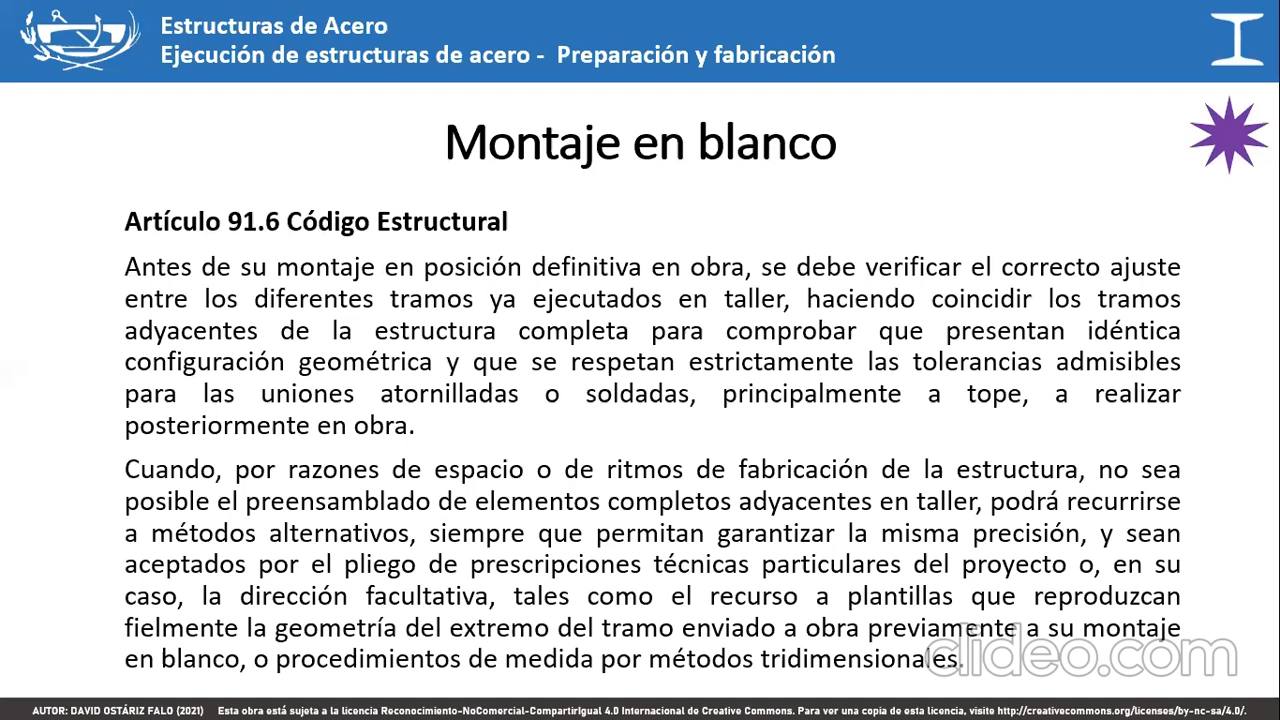 Estructuras de Acero
Ejecución de estructuras de acero - Preparación y fabricación
Montaje en blanco
Artículo 91.6 Código Estructural
Antes de su montaje en posición definitiva en obra, se debe verificar el correcto ajuste
entre los diferentes tramos ya ejecutados en taller, haciendo coincidir los tramos
adyacentes de la estructura completa para comprobar que presentan idéntica
configuración geométrica y que se respetan estrictamente las tolerancias admisibles
para las uniones atornilladas o soldadas, principalmente a tope, a realizar
posteriormente en obra.
Cuando, por razones de espacio o de ritmos de fabricación de la estructura, no sea
posible el preensamblado de elementos completos adyacentes en taller, podrá recurrirse
a métodos alternativos, siempre que permitan garantizar la misma precisión, y sean
aceptados por el pliego de prescripciones técnicas particulares del proyecto o, en su
caso, la dirección facultativa, tales como el recurso a plantillas que reproduzcan
fielmente la geometría del extremo del tramo enviado a obra previamente a su montaje
en blanco, o procedimientos de medida por métodos tridimensionales.
clideo.com
AUTOR: DAVID OSTÁRIZ FALO (2021) Esta obra está sujeta a la licencia Reconocimiento-NoComercial-CompartirIgual 4.0 Internacional de Creative Commons. Para ver una copia de esta licencia, visite http://creativecommons.org/licenses/by-nc-sa/4.0/.